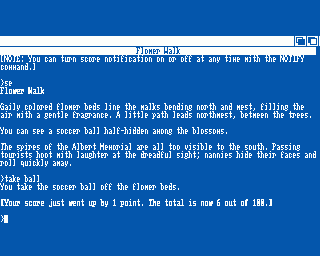 Flower Walk
[NOTE: You can turn score notification on or off at any time with the NOTIFY
command.]
>se
Flower Walk
Gaily colored flower beds line the walks bending north and west, filling the
air with a gentle fragrance. A little path leads northwest, between the trees.
You can see a soccer ball half-hidden among the blossoms.
The spires of the Albert Memorial are all too visible to the south. Passing
tourists hoot with laughter at the dreadful sight; nannies hide their faces and
roll quickly away.
>take ball
You take the soccer ball off the flower beds.
[Your score just went up by 1 point. The total is now 6 out of 100.]
>